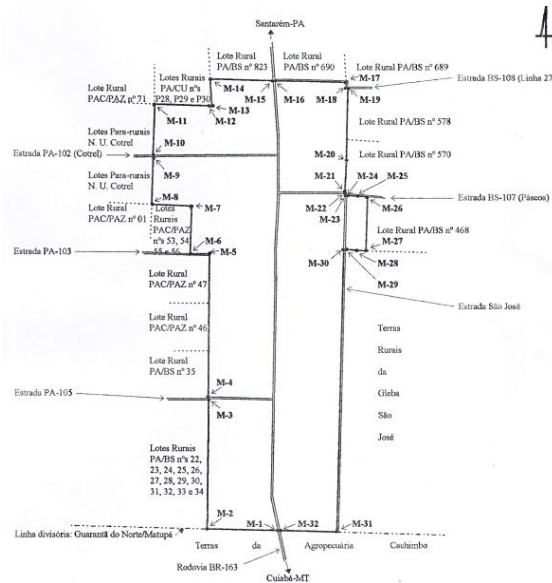 Santarém-PA
Lote Rural
PA/BS nº 823
Lote Rural
PA/BS nº 690
M-17
Lote Rural PA/BS nº 689
Lote Rural
PAC/PAZ nº 71
Lotes Rurais
PA/CU nºs
P28, P29 e P30
M-14
M-15
M-16
M-18
M-19
Estrada BS-108 (Linha 27
M-13
M-12
M-11
Lote Rural PA/BS nº 578
Lotes Para-rurais
N. U. Cotrel
M-10
Estrada PA-102 (Cotrel)
M-20
Lote Rural PA/BS nº 570
M-9
M-21
M-24
M-25
Lotes Para-rurais
N. U. Cotrel
M-22
M-23
M-26
Estrada BS-107 (Páscoa)
M-8
M-7
Lote Rural
PAC/PAZ nº 01
Lotes
Rurais
PAC/PAZ
nºs 53, 54
55 e 56
M-6
M-5
Lote Rural
PA/BS nº 468
M-27
M-28
M-30
M-29
Estrada PA-103
Lote Rural
PAC/PAZ nº 47
Estrada São José
Lote Rural
PAC/PAZ nº 46
Terras
Rurais
da
Gleba
São
José
Lote Rural
PA/BS nº 35
M-4
Estrada PA-105
M-3
Lotes Rurais
PA/BS nºs 22,
23, 24, 25, 26,
27, 28, 29, 30,
31, 32, 33 e 34
M-2
M-1
M-32
M-31
Linha divisória: Guarantã do Norte/Matupá
Terras da Agropecuária Cachimbo
Rodovia BR-163
Cuiabá-MT